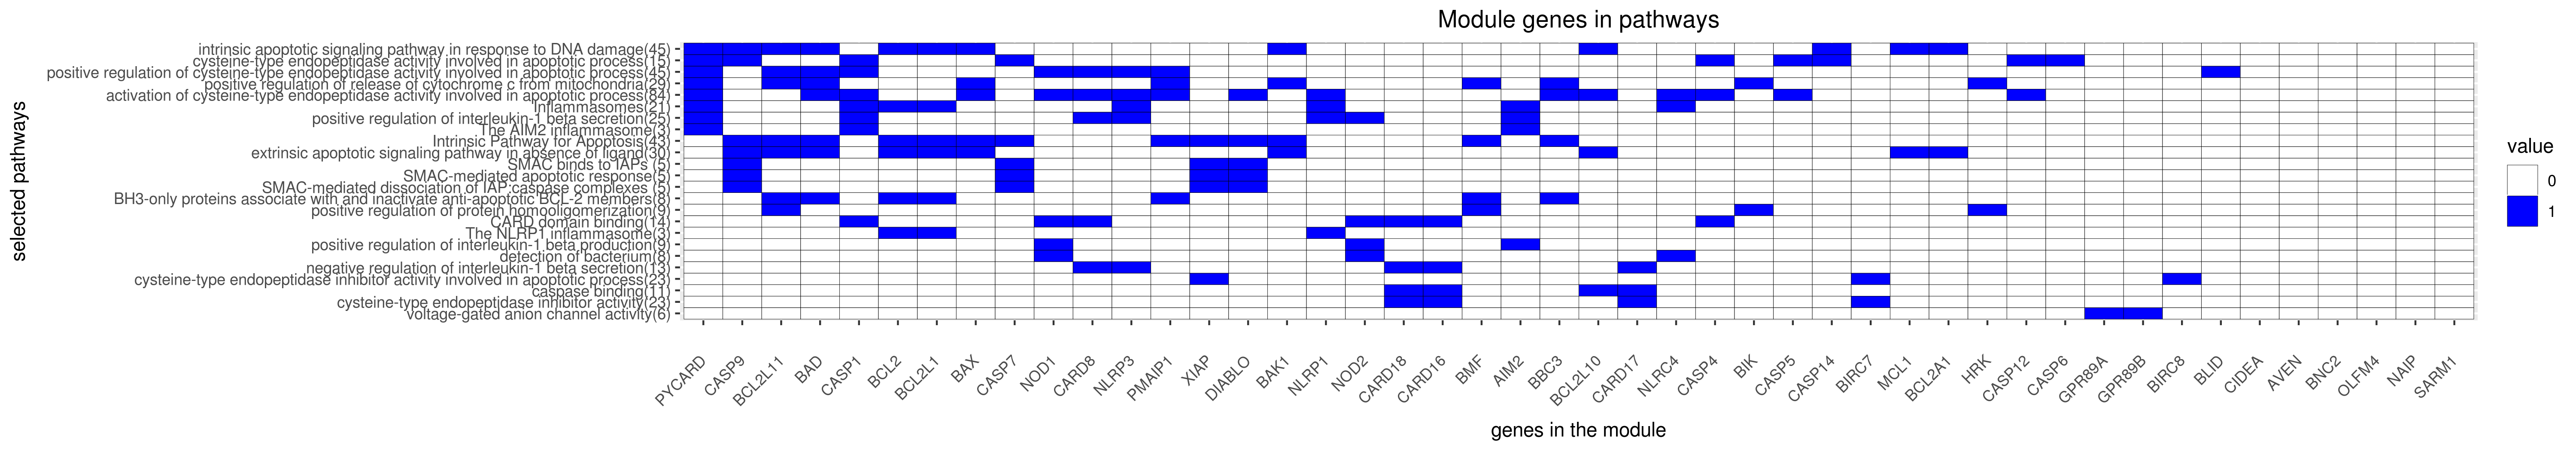 Module genes in pathways
selected pathways
intrinsic apoptotic signaling pathway in response to DNA damage(45)
cysteine-type endopeptidase activity involved in apoptotic process(15)
positive regulation of cysteine-type endopeptidase activity involved in apoptotic process(45)
positive regulation of release of cytochrome c from mitochondria(29)
activation of cysteine-type endopeptidase activity involved in apoptotic process(84)
Inflammasomes(21)
positive regulation of interleukin-1 beta secretion(25)
The AIM2 inflammasome(3)
Intrinsic Pathway for Apoptosis(43)
extrinsic apoptotic signaling pathway in absence of ligand(30)
SMAC binds to IAPs (5)
SMAC-mediated apoptotic response(5)
SMAC-mediated dissociation of IAP:caspase complexes (5)
BH3-only proteins associate with and inactivate anti-apoptotic BCL-2 members(8)
positive regulation of protein homooligomerization(9)
CARD domain binding(14)
The NLRP1 inflammasome(3)
positive regulation of interleukin-1 beta production(9)
detection of bacterium(8)
negative regulation of interleukin-1 beta secretion(13)
cysteine-type endopeptidase inhibitor activity involved in apoptotic process(23)
caspase binding(11)
cysteine-type endopeptidase inhibitor activity(23)
voltage-gated anion channel activity(6)
PYCARD
CASP9
BCL2L11
BAD
CASP1
BCL2
BCL2L1
BAX
CASP7
NOD1
CARD8
NLRP3
PMAIP1
XIAP
DIABLO
BAK1
NLRP1
NOD2
CARD18
CARD16
BMF
AIM2
BBC3
BCL2L10
CARD17
NLRC4
CASP4
BIK
CASP5
CASP14
BIRC7
MCL1
BCL2A1
HRK
CASP12
CASP6
GPR89A
GPR89B
BIRC8
BLID
CIDEA
AVEN
BNC2
OLFM4
NAIP
SARM1
genes in the module
value
0
1